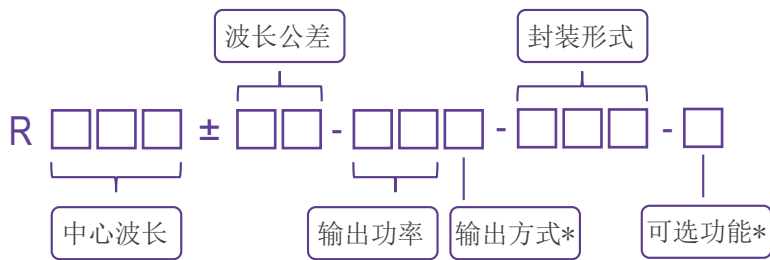 波长公差 封装形式
R □□□ ± □□ - □□□ - □□□ - □
中心波长 输出功率 输出方式* 可选功能*